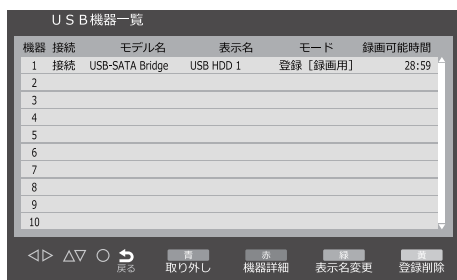 USB機器一覧
機器 接続 モデル名 表示名 モード 録画可能時間
1 接続 USB-SATA Bridge USB HDD 1 登録［録画用］ 28:59
2
3
4
5
6
7
8
9
10
戻る
青 赤 緑 黄
取り外し 機器詳細 表示名変更 登録削除